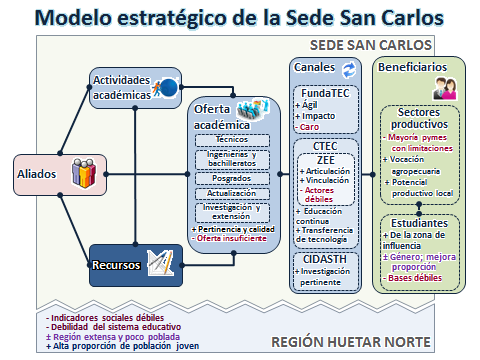 Modelo estratégico de la Sede San Carlos
SEDE SAN CARLOS
Actividades
académicas
Aliados
Recursos
Oferta
académica
Técnicos
Ingenierías y
bachilleratos
Posgrados
Actualización
Investigación y
extensión
+ Pertinencia y calidad
- Oferta insuficiente
Canales
FundaTEC
+ Ágil
+ Impacto
- Caro
CTEC
ZEE
+ Articulación
+ Vinculación
- Actores
débiles
+ Educación
continua
+ Transferencia
de tecnología
CIDASTH
+ Investigación
pertinente
Beneficiarios
Sectores
productivos
- Mayoría pymes
con limitaciones
+ Vocación
agropecuaria
+ Potencial
productivo local
Estudiantes
+ De la zona de
influencia
± Género; mejora
proporción
- Bases débiles
- Indicadores sociales débiles
- Debilidad del sistema educativo
± Región extensa y poco poblada
+ Alta proporción de población joven
REGIÓN HUETAR NORTE